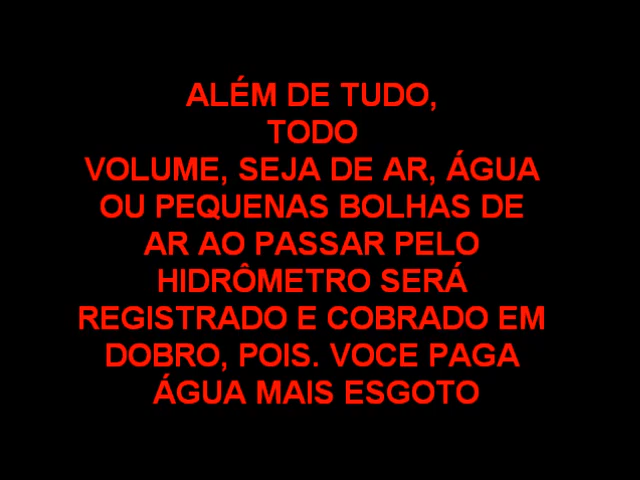 ALÉM DE TUDO,
TODO
VOLUME, SEJA DE AR, ÁGUA
OU PEQUENAS BOLHAS DE
AR AO PASSAR PELO
HIDRÔMETRO SERÁ
REGISTRADO E COBRADO EM
DOBRO, POIS. VOCE PAGA
ÁGUA MAIS ESGOTO